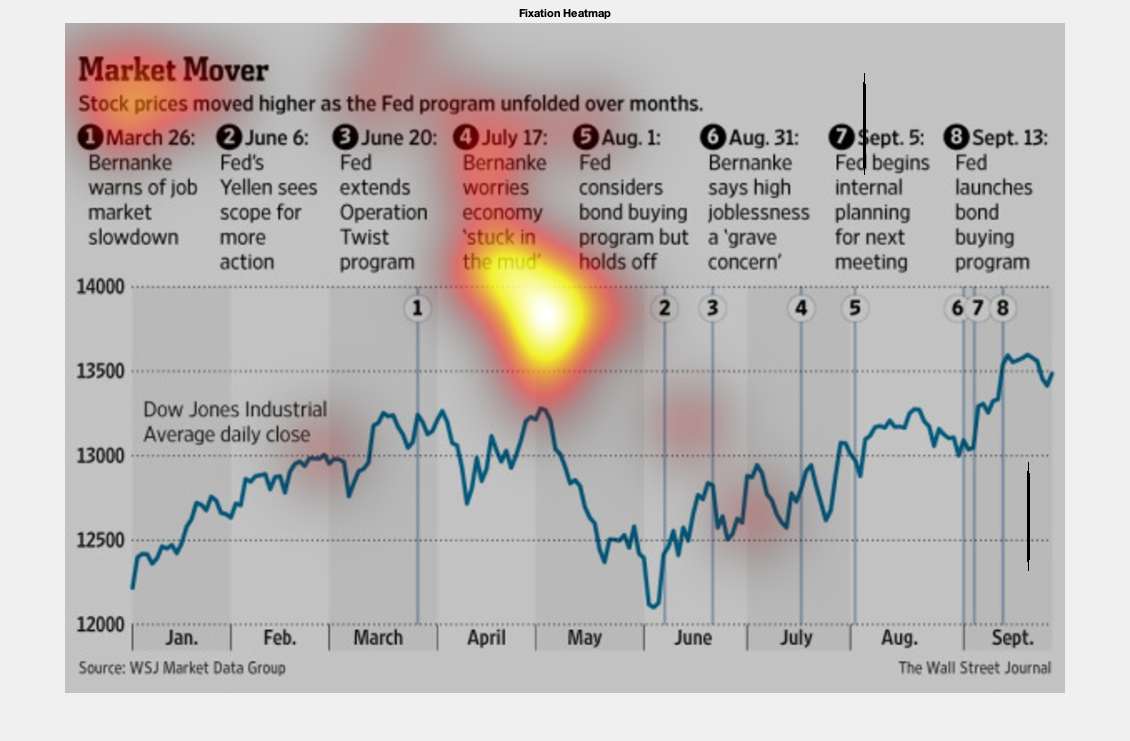 Fixation Heatmap
Market Mover
Stock prices moved higher as the Fed program unfolded over months.
1 March 26:
Bernanke
warns of job
market
slowdown
2 June 6:
Fed's
Yellen sees
scope for
more
action
3 June 20:
Fed
extends
Operation
Twist
program
4 July 17:
Bernanke
worries
economy
'stuck in
the mud'
5 Aug. 1:
Fed
considers
bond buying
program but
holds off
6 Aug. 31:
Bernanke
says high
joblessness
a 'grave
concern'
7 Sept. 5:
Fed begins
internal
planning
for next
meeting
8 Sept. 13:
Fed
launches
bond
buying
program
14000
1 2 3 4 5 6 7 8
13500
Dow Jones Industrial
Average daily close
13000
12500
12000
Jan. Feb. March April May June July Aug. Sept.
Source: WSJ Market Data Group
The Wall Street Journal